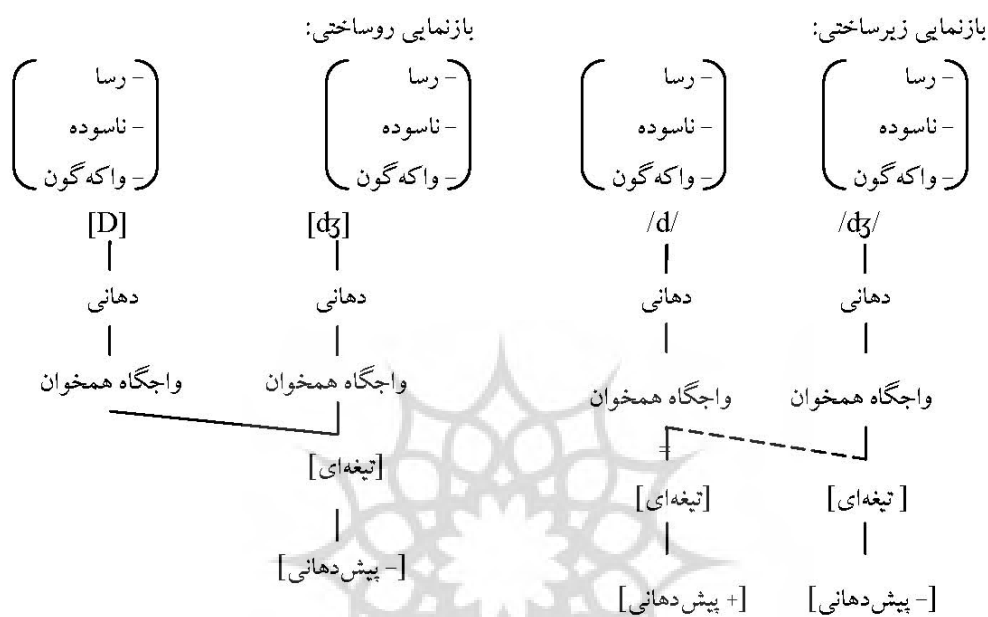 بازنمایی زیرساختی: بازنمایی روساختی:
– رسا – رسا – رسا – رسا
– ناسوده – ناسوده – ناسوده – ناسوده
– واکه‌گون – واکه‌گون – واکه‌گون – واکه‌گون
/dʒ/ /d/ [dʒ] [D]
دهانی دهانی دهانی دهانی
واجگاه همخوان واجگاه همخوان واجگاه همخوان واجگاه همخوان
=
[تیغه‌ای]
[ تیغه‌ای] [تیغه‌ای]
[– پیش‌دهانی]
[– پیش‌دهانی] [+ پیش‌دهانی]